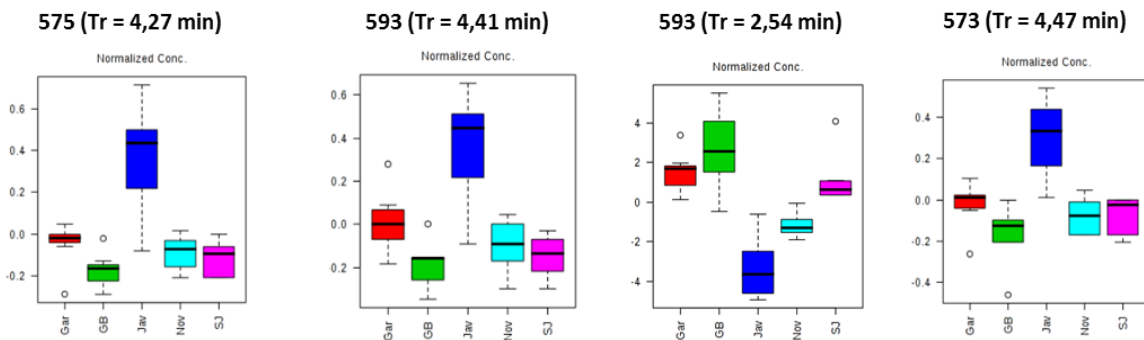 575 (Tr = 4,27 min)
Normalized Conc.
0.6
0.4
0.2
0.0
-0.2
Gar
GB
Jav
Nov
SJ
593 (Tr = 4,41 min)
Normalized Conc.
0.6
0.4
0.2
0.0
0.2
Gar
GB
Jav
Nov
SJ
593 (Tr = 2,54 min)
Normalized Conc.
4
2
0
-2
-4
Gar
GB
Jav
Nov
SJ
573 (Tr = 4,47 min)
Normalized Conc.
0.4
0.2
0.0
-0.2
-0.4
Gar
GB
Jav
Nov
SJ